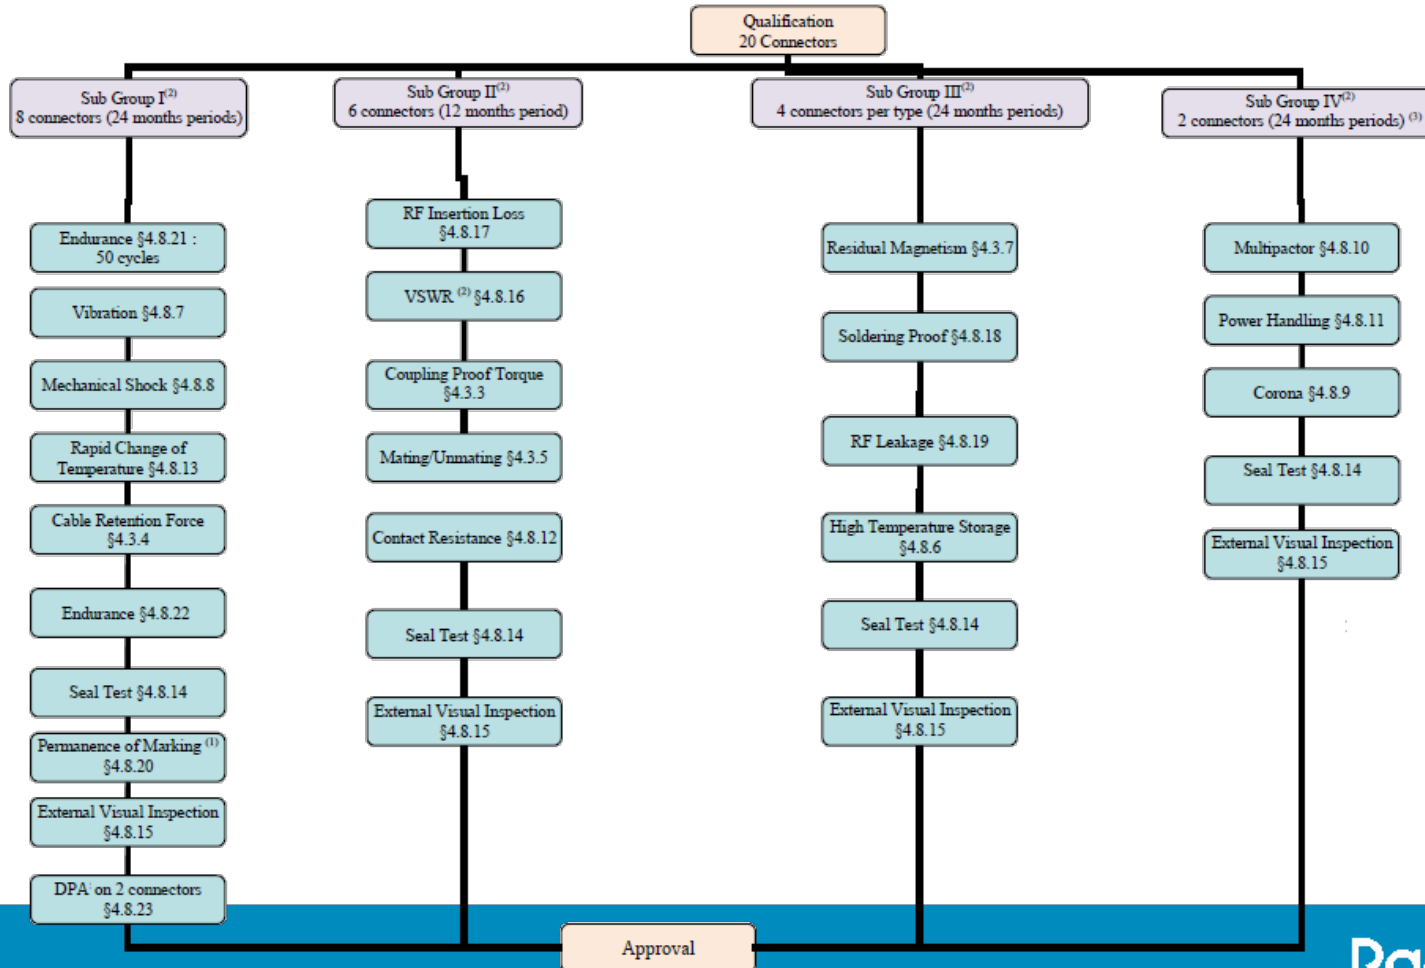 Qualification
20 Connectors
Sub Group I(2)
8 connectors (24 months periods)
Endurance §4.8.21 :
50 cycles
Vibration §4.8.7
Mechanical Shock §4.8.8
Rapid Change of
Temperature §4.8.13
Cable Retention Force
§4.3.4
Endurance §4.8.22
Seal Test §4.8.14
Permanence of Marking (1)
§4.8.20
External Visual Inspection
§4.8.15
DPA on 2 connectors
§4.8.23
Sub Group II(2)
6 connectors (12 months period)
RF Insertion Loss
§4.8.17
VSWR (2) §4.8.16
Coupling Proof Torque
§4.3.3
Mating/Unmating §4.3.5
Contact Resistance §4.8.12
Seal Test §4.8.14
External Visual Inspection
§4.8.15
Sub Group III(2)
4 connectors per type (24 months periods)
Residual Magnetism §4.3.7
Soldering Proof §4.8.18
RF Leakage §4.8.19
High Temperature Storage
§4.8.6
Seal Test §4.8.14
External Visual Inspection
§4.8.15
Sub Group IV(2)
2 connectors (24 months periods) (3)
Multipactor §4.8.10
Power Handling §4.8.11
Corona §4.8.9
Seal Test §4.8.14
External Visual Inspection
§4.8.15
Approval